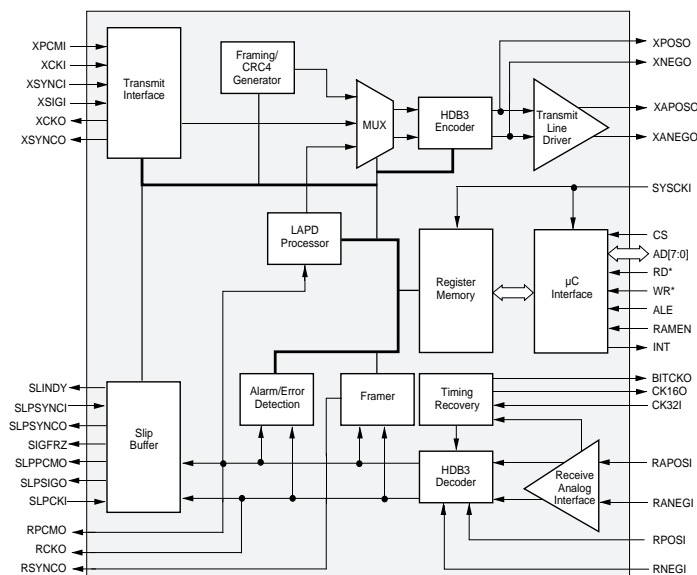 XPCMI
XCKI
XSYNCI
XSIGI
XCKO
XSYNCO
Transmit
Interface
Framing/
CRC4
Generator
MUX
HDB3
Encoder
Transmit
Line
Driver
XPOSO
XNEGO
XAPOSO
XANEGO
SYSCKI
LAPD
Processor
Register
Memory
µC
Interface
CS
AD[7:0]
RD*
WR*
ALE
RAMEN
INT
SLINDY
SLPSYNCI
SLPSYNCO
SIGFRZ
SLPPCMO
SLPSIGO
SLPCKI
Slip
Buffer
Alarm/Error
Detection
Framer
Timing
Recovery
HDB3
Decoder
Receive
Analog
Interface
BITCKO
CK16O
CK32I
RAPOSI
RANEGI
RPOSI
RNEGI
RPCMO
RCKO
RSYNCO